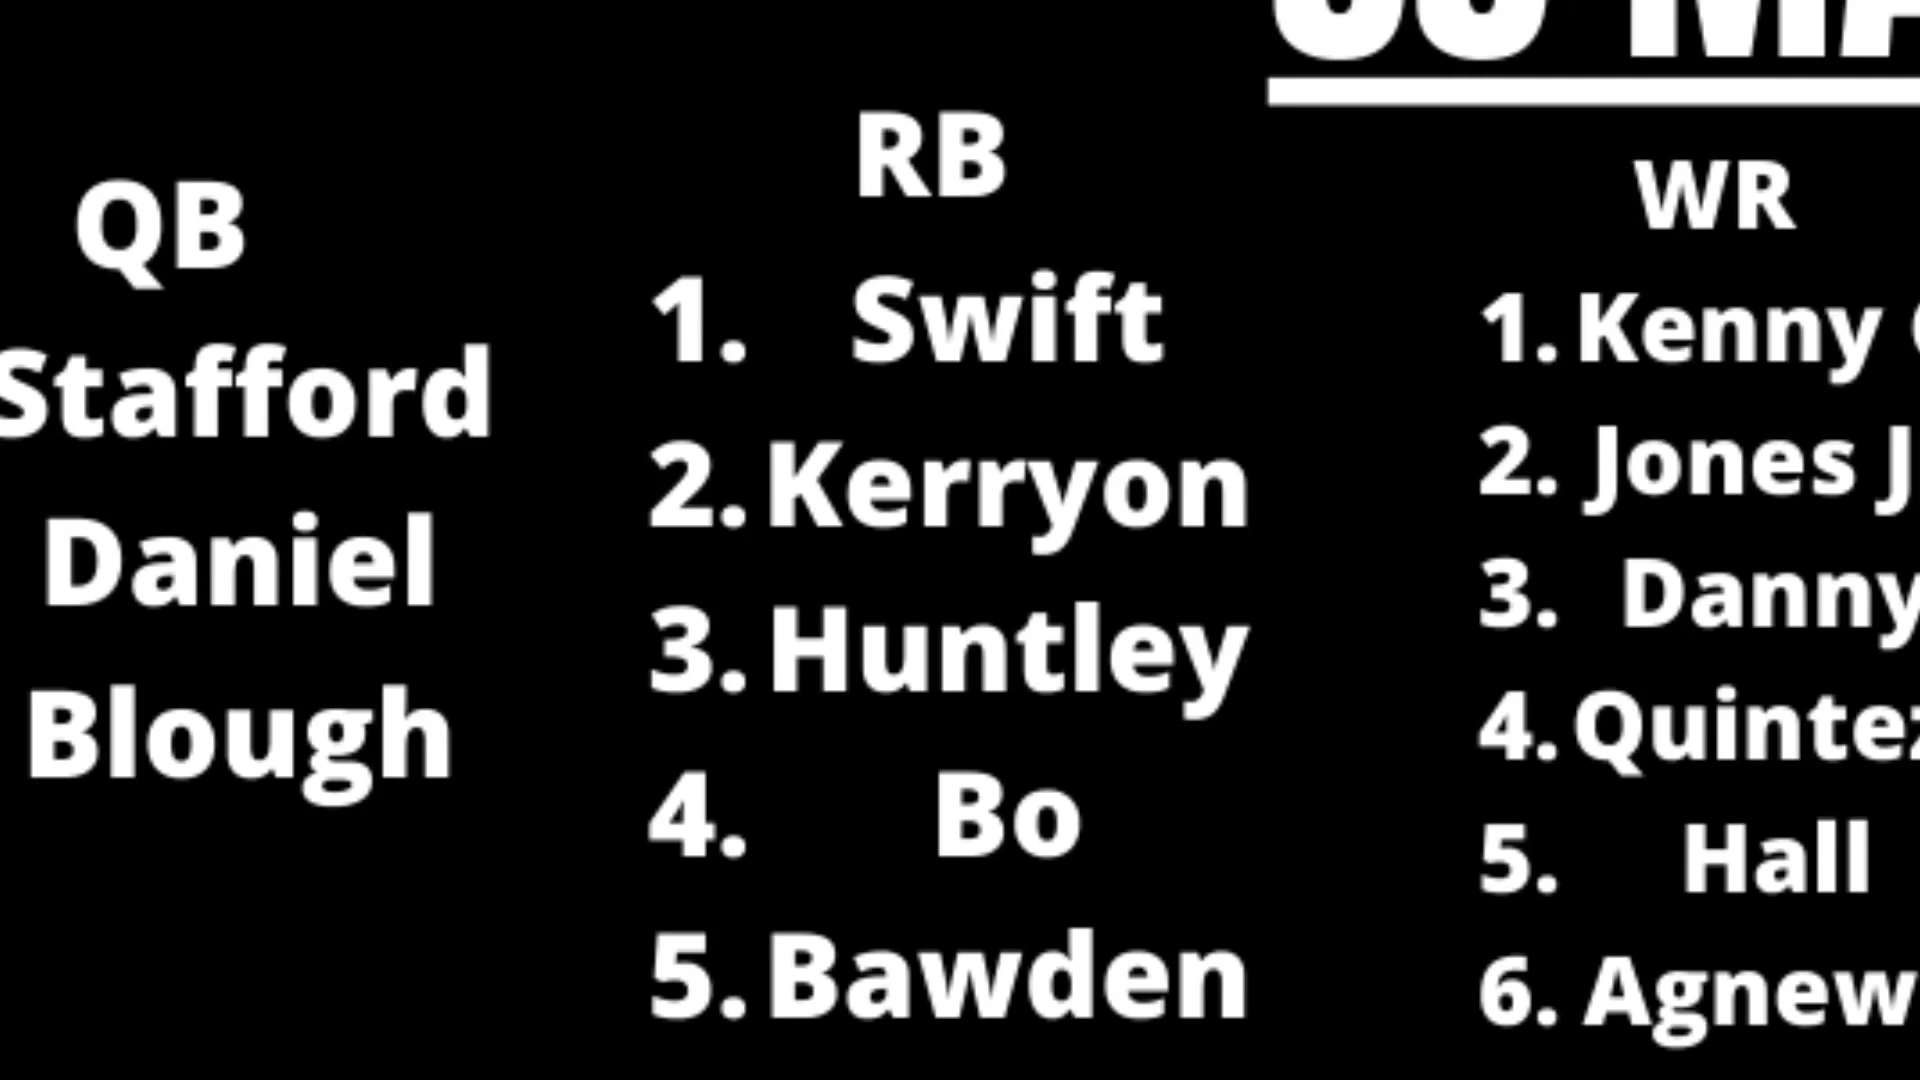 QB
Stafford
Daniel
Blough
RB
1. Swift
2. Kerryon
3. Huntley
4. Bo
5. Bawden
WR
1. Kenny
2. Jones J
3. Danny
4. Quintez
5. Hall
6. Agnew